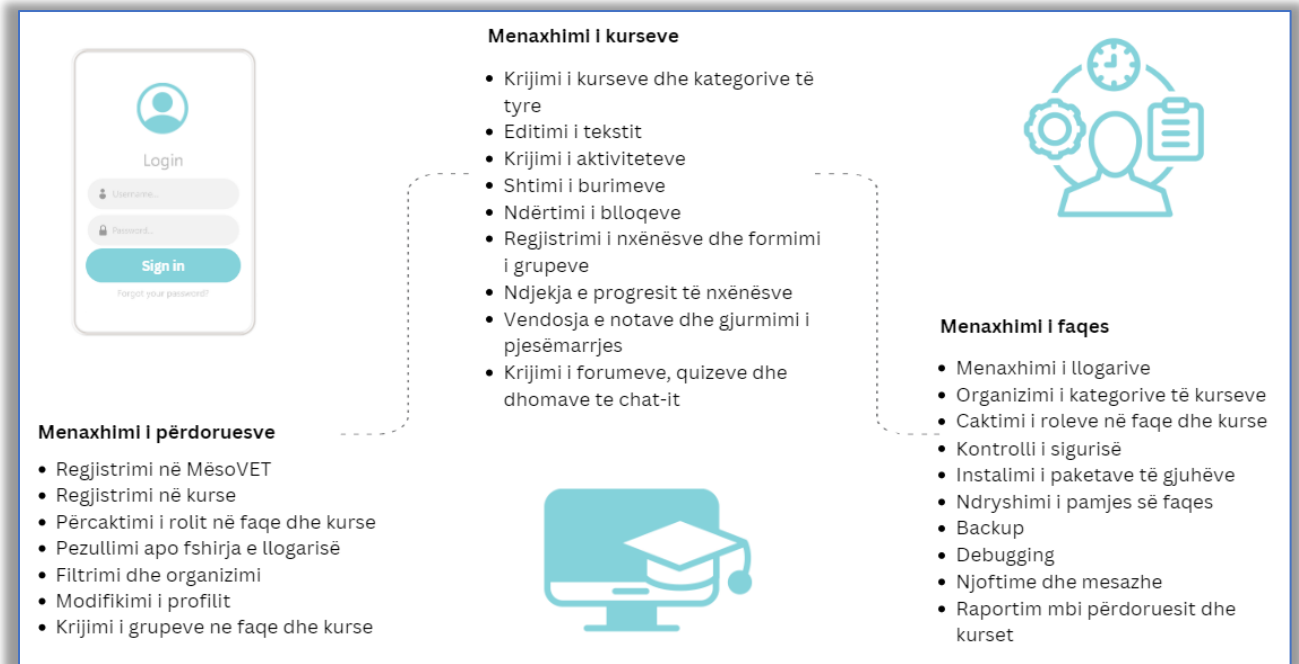 Login
Username...
Password...
Sign in
Forgot your password?
Menaxhimi i përdoruesve
• Regjistrimi në MësoVET
• Regjistrimi në kurse
• Përcaktimi i rolit në faqe dhe kurse
• Pezullimi apo fshirja e llogarisë
• Filtrimi dhe organizimi
• Modifikimi i profilit
• Krijimi i grupeve ne faqe dhe kurse
Menaxhimi i kurseve
• Krijimi i kurseve dhe kategorive të
tyre
• Editimi i tekstit
• Krijimi i aktiviteteve
• Shtimi i burimeve
• Ndërtimi i blloqeve
• Regjistrimi i nxënësve dhe formimi
i grupeve
• Ndjekja e progresit të nxënësve
• Vendosja e notave dhe gjurmimi i
pjesëmarrjes
• Krijimi i forumeve, quizeve dhe
dhomave te chat-it
Menaxhimi i faqes
• Menaxhimi i llogarive
• Organizimi i kategorive të kurseve
• Caktimi i roleve në faqe dhe kurse
• Kontrolli i sigurisë
• Instalimi i paketave të gjuhëve
• Ndryshimi i pamjes së faqes
• Backup
• Debugging
• Njoftime dhe mesazhe
• Raportim mbi përdoruesit dhe
kurset